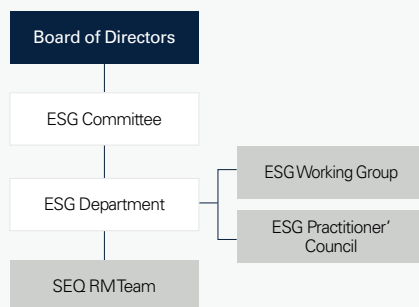 Board of Directors
ESG Committee
ESG Department
ESG Working Group
ESG Practitioner’
Council
SEQ RM Team